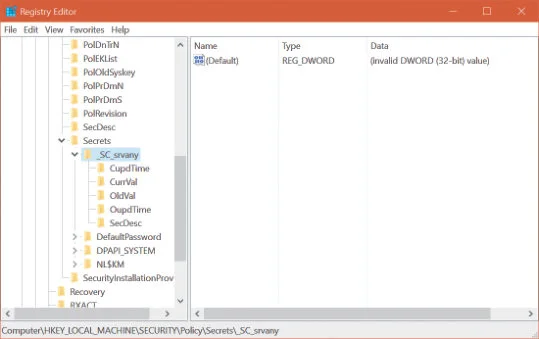 Registry Editor
File Edit View Favorites Help
PolDnTrN
PolEKList
PolOldSyskey
PolPrDmN
PolPrDmS
PolRevision
SecDesc
Secrets
_SC_srvany
CupdTime
CurrVal
OldVal
OupdTime
SecDesc
DefaultPassword
DPAPI_SYSTEM
NL$KM
SecurityInstallationProv
Recovery
RXACT
Name Type Data
(Default) REG_DWORD (invalid DWORD (32-bit) value)
Computer\HKEY_LOCAL_MACHINE\SECURITY\Policy\Secrets\_SC_srvany